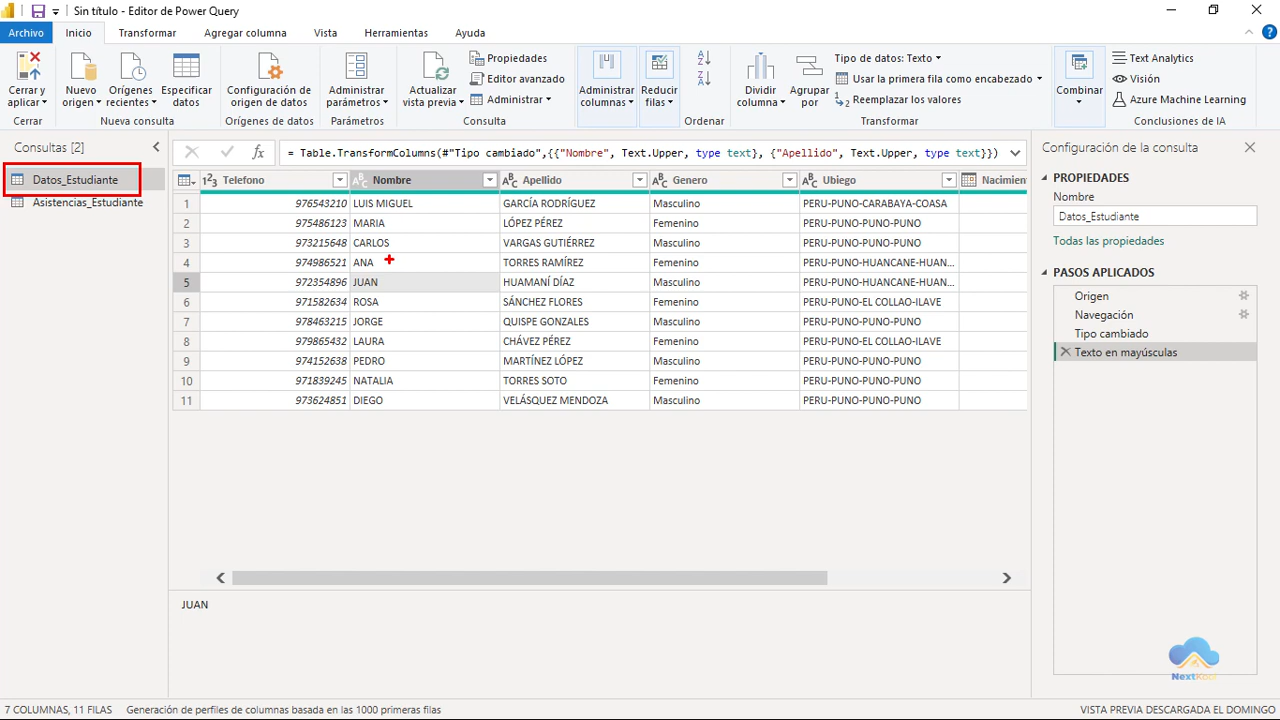 Sin título - Editor de Power Query
Archivo Inicio Transformar Agregar columna Vista Herramientas Ayuda
Cerrar y aplicar
Cerrar
Nuevo origen
Orígenes recientes
Especificar datos
Nueva consulta
Configuración de origen de datos
Orígenes de datos
Administrar parámetros
Parámetros
Actualizar vista previa
Propiedades
Editor avanzado
Administrar
Consulta
Administrar columnas
Reducir filas
Ordenar
Dividir columna
Agrupar por
Tipo de datos: Texto
Usar la primera fila como encabezado
Reemplazar los valores
Transformar
Combinar
Text Analytics
Visión
Azure Machine Learning
Conclusiones de IA
Consultas [2]
Datos_Estudiante
Asistencias_Estudiante
= Table.TransformColumns(#"Tipo cambiado",{{"Nombre", Text.Upper, type text}, {"Apellido", Text.Upper, type text}})
Telefono Nombre Apellido Genero Ubiego Nacimien
1 976543210 LUIS MIGUEL GARCÍA RODRÍGUEZ Masculino PERU-PUNO-CARABAYA-COASA
2 975486123 MARIA LÓPEZ PÉREZ Femenino PERU-PUNO-PUNO-PUNO
3 973215648 CARLOS VARGAS GUTIÉRREZ Masculino PERU-PUNO-PUNO-PUNO
4 974986521 ANA TORRES RAMÍREZ Femenino PERU-PUNO-HUANCANE-HUAN...
5 972354896 JUAN HUAMANÍ DÍAZ Masculino PERU-PUNO-HUANCANE-HUAN...
6 971582634 ROSA SÁNCHEZ FLORES Femenino PERU-PUNO-EL COLLAO-ILAVE
7 978463215 JORGE QUISPE GONZALES Masculino PERU-PUNO-PUNO-PUNO
8 979865432 LAURA CHÁVEZ PÉREZ Femenino PERU-PUNO-EL COLLAO-ILAVE
9 974152638 PEDRO MARTÍNEZ LÓPEZ Masculino PERU-PUNO-PUNO-PUNO
10 971839245 NATALIA TORRES SOTO Femenino PERU-PUNO-PUNO-PUNO
11 973624851 DIEGO VELÁSQUEZ MENDOZA Masculino PERU-PUNO-PUNO-PUNO
JUAN
Configuración de la consulta
PROPIEDADES
Nombre
Datos_Estudiante
Todas las propiedades
PASOS APLICADOS
Origen
Navegación
Tipo cambiado
Texto en mayúsculas
7 COLUMNAS, 11 FILAS Generación de perfiles de columnas basada en las 1000 primeras filas
VISTA PREVIA DESCARGADA EL DOMINGO